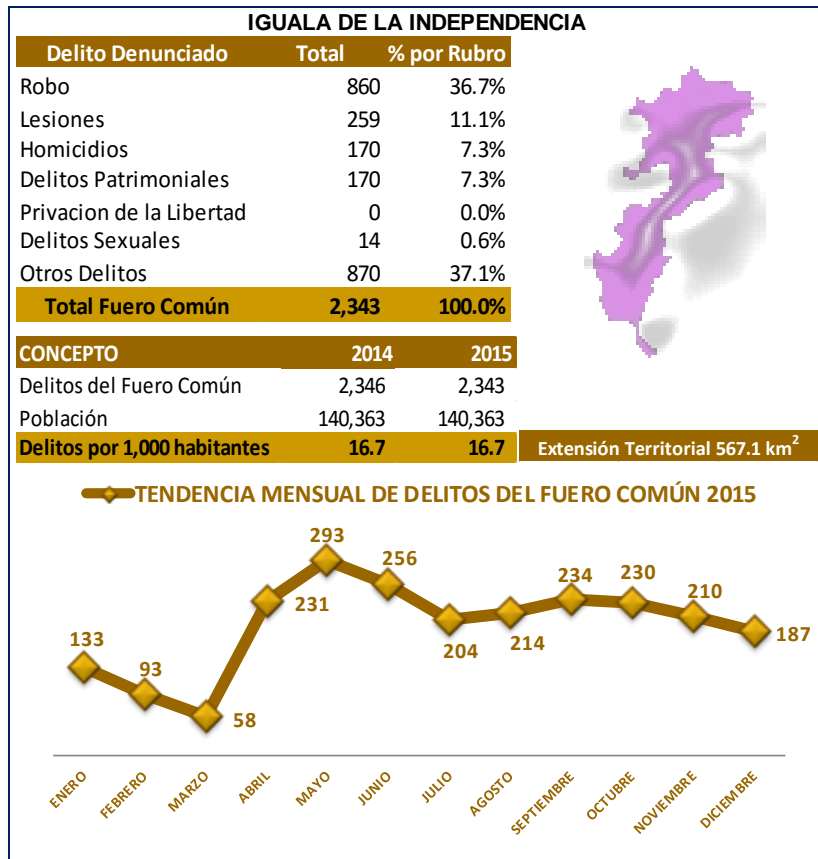 IGUALA DE LA INDEPENDENCIA
Delito Denunciado Total % por Rubro
Robo 860 36.7%
Lesiones 259 11.1%
Homicidios 170 7.3%
Delitos Patrimoniales 170 7.3%
Privacion de la Libertad 0 0.0%
Delitos Sexuales 14 0.6%
Otros Delitos 870 37.1%
Total Fuero Común 2,343 100.0%
CONCEPTO 2014 2015
Delitos del Fuero Común 2,346 2,343
Población 140,363 140,363
Delitos por 1,000 habitantes 16.7 16.7
Extensión Territorial 567.1 km²
TENDENCIA MENSUAL DE DELITOS DEL FUERO COMÚN 2015
133
93
58
231
293
256
204
214
234
230
210
187
ENERO
FEBRERO
MARZO
ABRIL
MAYO
JUNIO
JULIO
AGOSTO
SEPTIEMBRE
OCTUBRE
NOVIEMBRE
DICIEMBRE